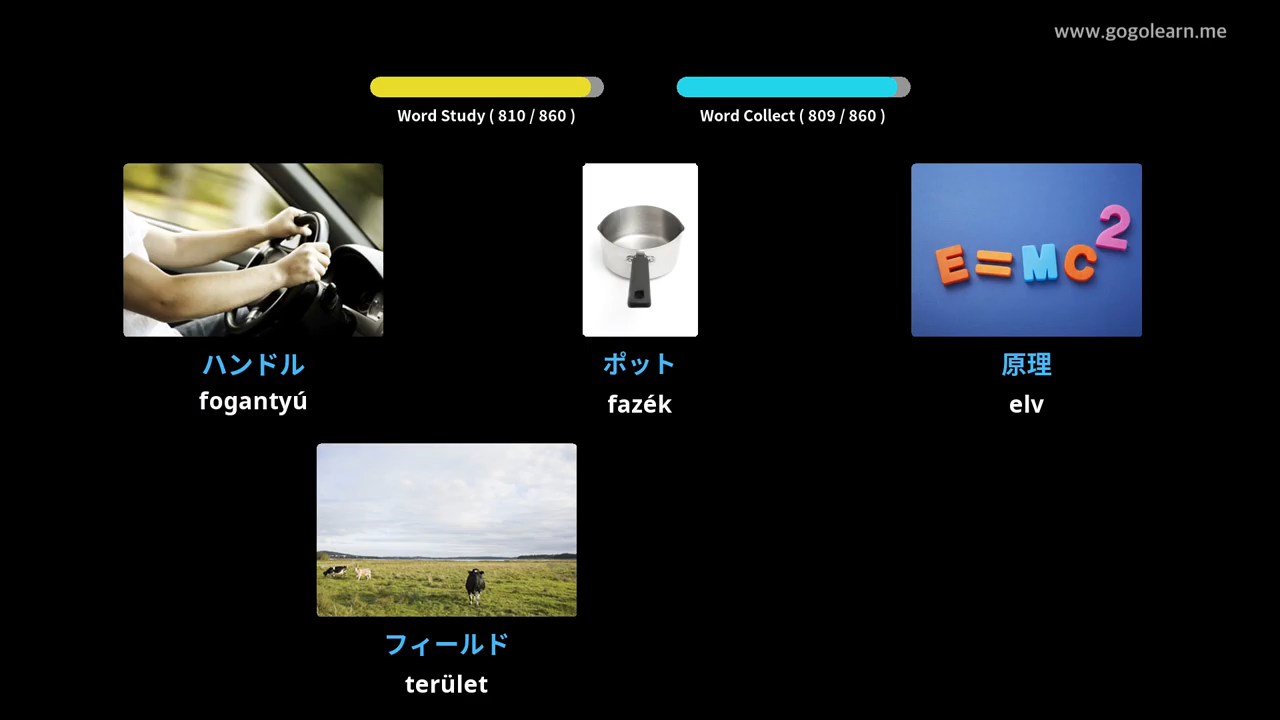 www.gogolearn.me
Word Study ( 810 / 860 )
Word Collect ( 809 / 860 )
E=MC2
ハンドル
fogantyú
ポット
fazék
原理
elv
フィールド
terület